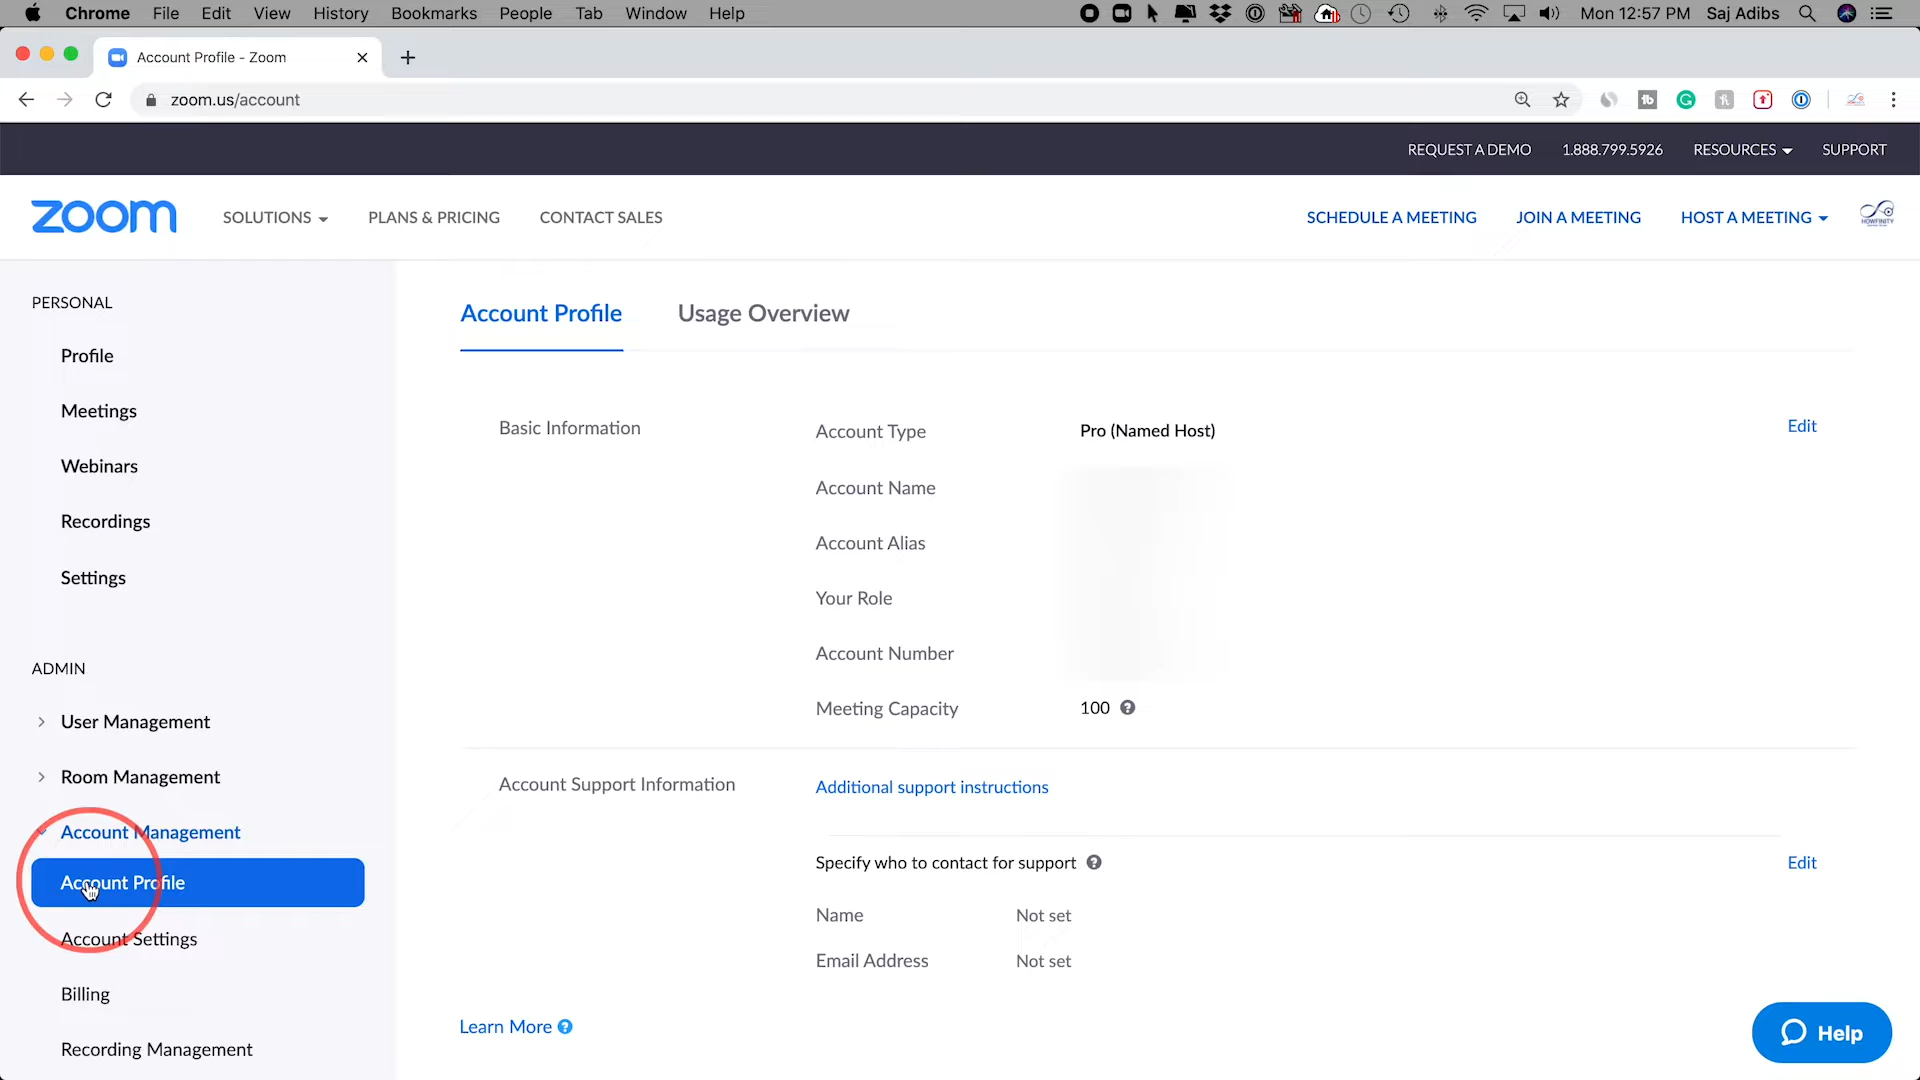 Chrome File Edit View History Bookmarks People Tab Window Help Mon 12:57 PM Saj Adibs
Account Profile - Zoom
zoom.us/account
REQUEST A DEMO 1.888.799.5926 RESOURCES SUPPORT
zoom SOLUTIONS PLANS & PRICING CONTACT SALES SCHEDULE A MEETING JOIN A MEETING HOST A MEETING HOWFINITY
PERSONAL
Profile
Meetings
Webinars
Recordings
Settings
ADMIN
User Management
Room Management
Account Management
Account Profile
Account Settings
Billing
Recording Management
Account Profile Usage Overview
Basic Information
Account Type Pro (Named Host) Edit
Account Name
Account Alias
Your Role
Account Number
Meeting Capacity 100
Account Support Information Additional support instructions
Specify who to contact for support Edit
Name Not set
Email Address Not set
Learn More
Help